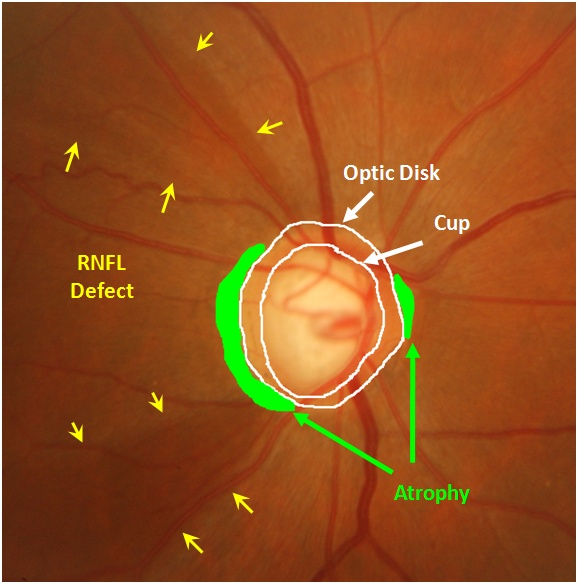 Optic Disk
Cup
RNFL
Defect
Atrophy